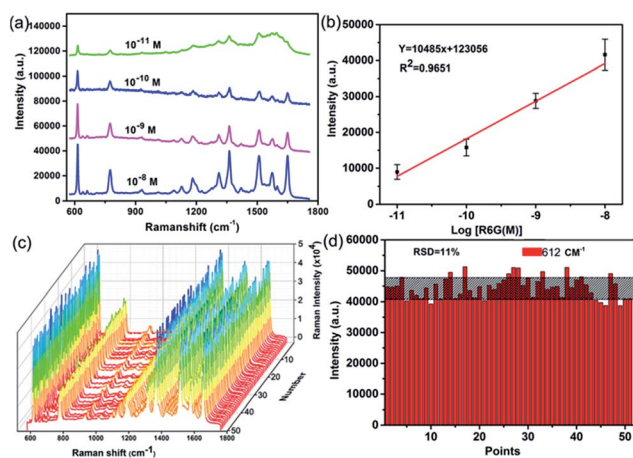 (a)
140000
120000
100000
80000
60000
40000
20000
0
Intensity (a.u.)
10⁻¹¹ M
10⁻¹⁰ M
10⁻⁹ M
10⁻⁸ M
600 800 1000 1200 1400 1600 1800
Ramanshift (cm⁻¹)
(b)
50000
40000
30000
20000
10000
0
Intensity (a.u.)
Y=10485x+123056
R²=0.9651
-11 -10 -9 -8
Log [R6G(M)]
(c)
5
4
3
2
1
0
Raman Intensity (x10⁴)
10
20
30
40
50
Number
600 800 1000 1200 1400 1600 1800
Raman shift (cm⁻¹)
(d)
60000
50000
40000
30000
20000
10000
0
Intensity (a.u.)
RSD=11%
612 CM⁻¹
10 20 30 40 50
Points